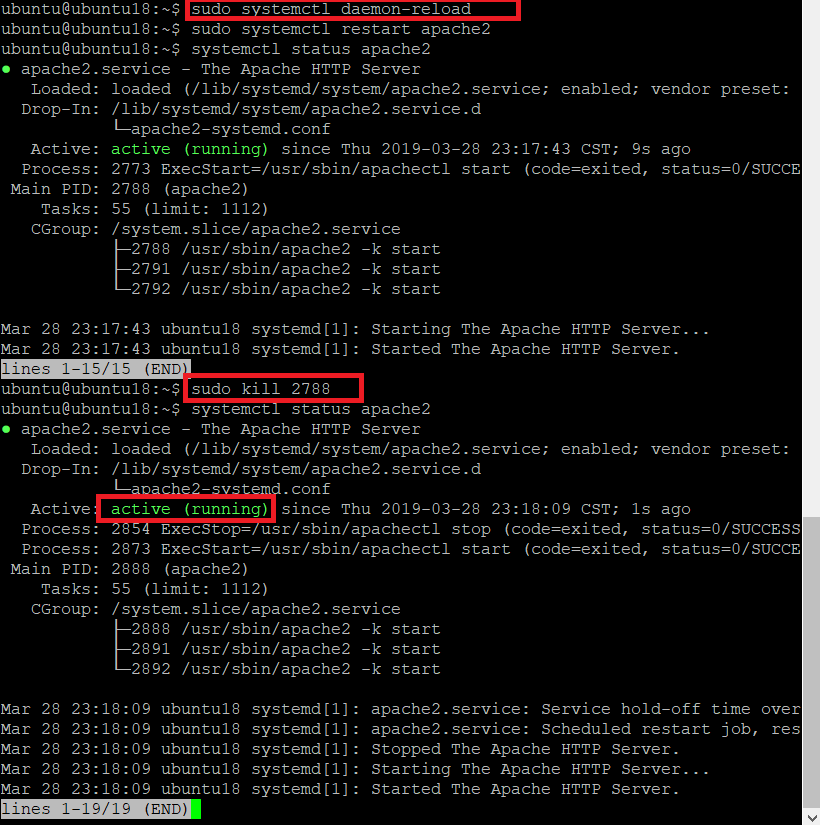 ubuntu@ubuntu18:~$ sudo systemctl daemon-reload
ubuntu@ubuntu18:~$ sudo systemctl restart apache2
ubuntu@ubuntu18:~$ systemctl status apache2
● apache2.service - The Apache HTTP Server
   Loaded: loaded (/lib/systemd/system/apache2.service; enabled; vendor preset:
  Drop-In: /lib/systemd/system/apache2.service.d
           └─apache2-systemd.conf
   Active: active (running) since Thu 2019-03-28 23:17:43 CST; 9s ago
  Process: 2773 ExecStart=/usr/sbin/apachectl start (code=exited, status=0/SUCCE
 Main PID: 2788 (apache2)
    Tasks: 55 (limit: 1112)
   CGroup: /system.slice/apache2.service
           ├─2788 /usr/sbin/apache2 -k start
           ├─2791 /usr/sbin/apache2 -k start
           └─2792 /usr/sbin/apache2 -k start

Mar 28 23:17:43 ubuntu18 systemd[1]: Starting The Apache HTTP Server...
Mar 28 23:17:43 ubuntu18 systemd[1]: Started The Apache HTTP Server.
lines 1-15/15 (END)
ubuntu@ubuntu18:~$ sudo kill 2788
ubuntu@ubuntu18:~$ systemctl status apache2
● apache2.service - The Apache HTTP Server
   Loaded: loaded (/lib/systemd/system/apache2.service; enabled; vendor preset:
  Drop-In: /lib/systemd/system/apache2.service.d
           └─apache2-systemd.conf
   Active: active (running) since Thu 2019-03-28 23:18:09 CST; 1s ago
  Process: 2854 ExecStop=/usr/sbin/apachectl stop (code=exited, status=0/SUCCESS
  Process: 2873 ExecStart=/usr/sbin/apachectl start (code=exited, status=0/SUCCE
 Main PID: 2888 (apache2)
    Tasks: 55 (limit: 1112)
   CGroup: /system.slice/apache2.service
           ├─2888 /usr/sbin/apache2 -k start
           ├─2891 /usr/sbin/apache2 -k start
           └─2892 /usr/sbin/apache2 -k start

Mar 28 23:18:09 ubuntu18 systemd[1]: apache2.service: Service hold-off time over
Mar 28 23:18:09 ubuntu18 systemd[1]: apache2.service: Scheduled restart job, res
Mar 28 23:18:09 ubuntu18 systemd[1]: Stopped The Apache HTTP Server.
Mar 28 23:18:09 ubuntu18 systemd[1]: Starting The Apache HTTP Server...
Mar 28 23:18:09 ubuntu18 systemd[1]: Started The Apache HTTP Server.
lines 1-19/19 (END)